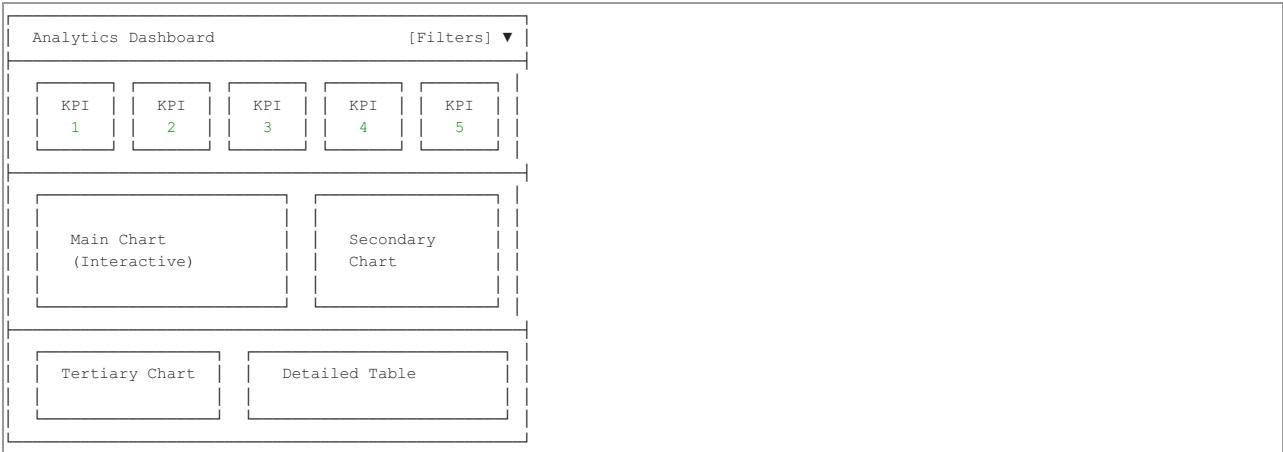 Analytics Dashboard [Filters] ▼
KPI KPI KPI KPI KPI
1 2 3 4 5
Main Chart Secondary
(Interactive) Chart
Tertiary Chart Detailed Table